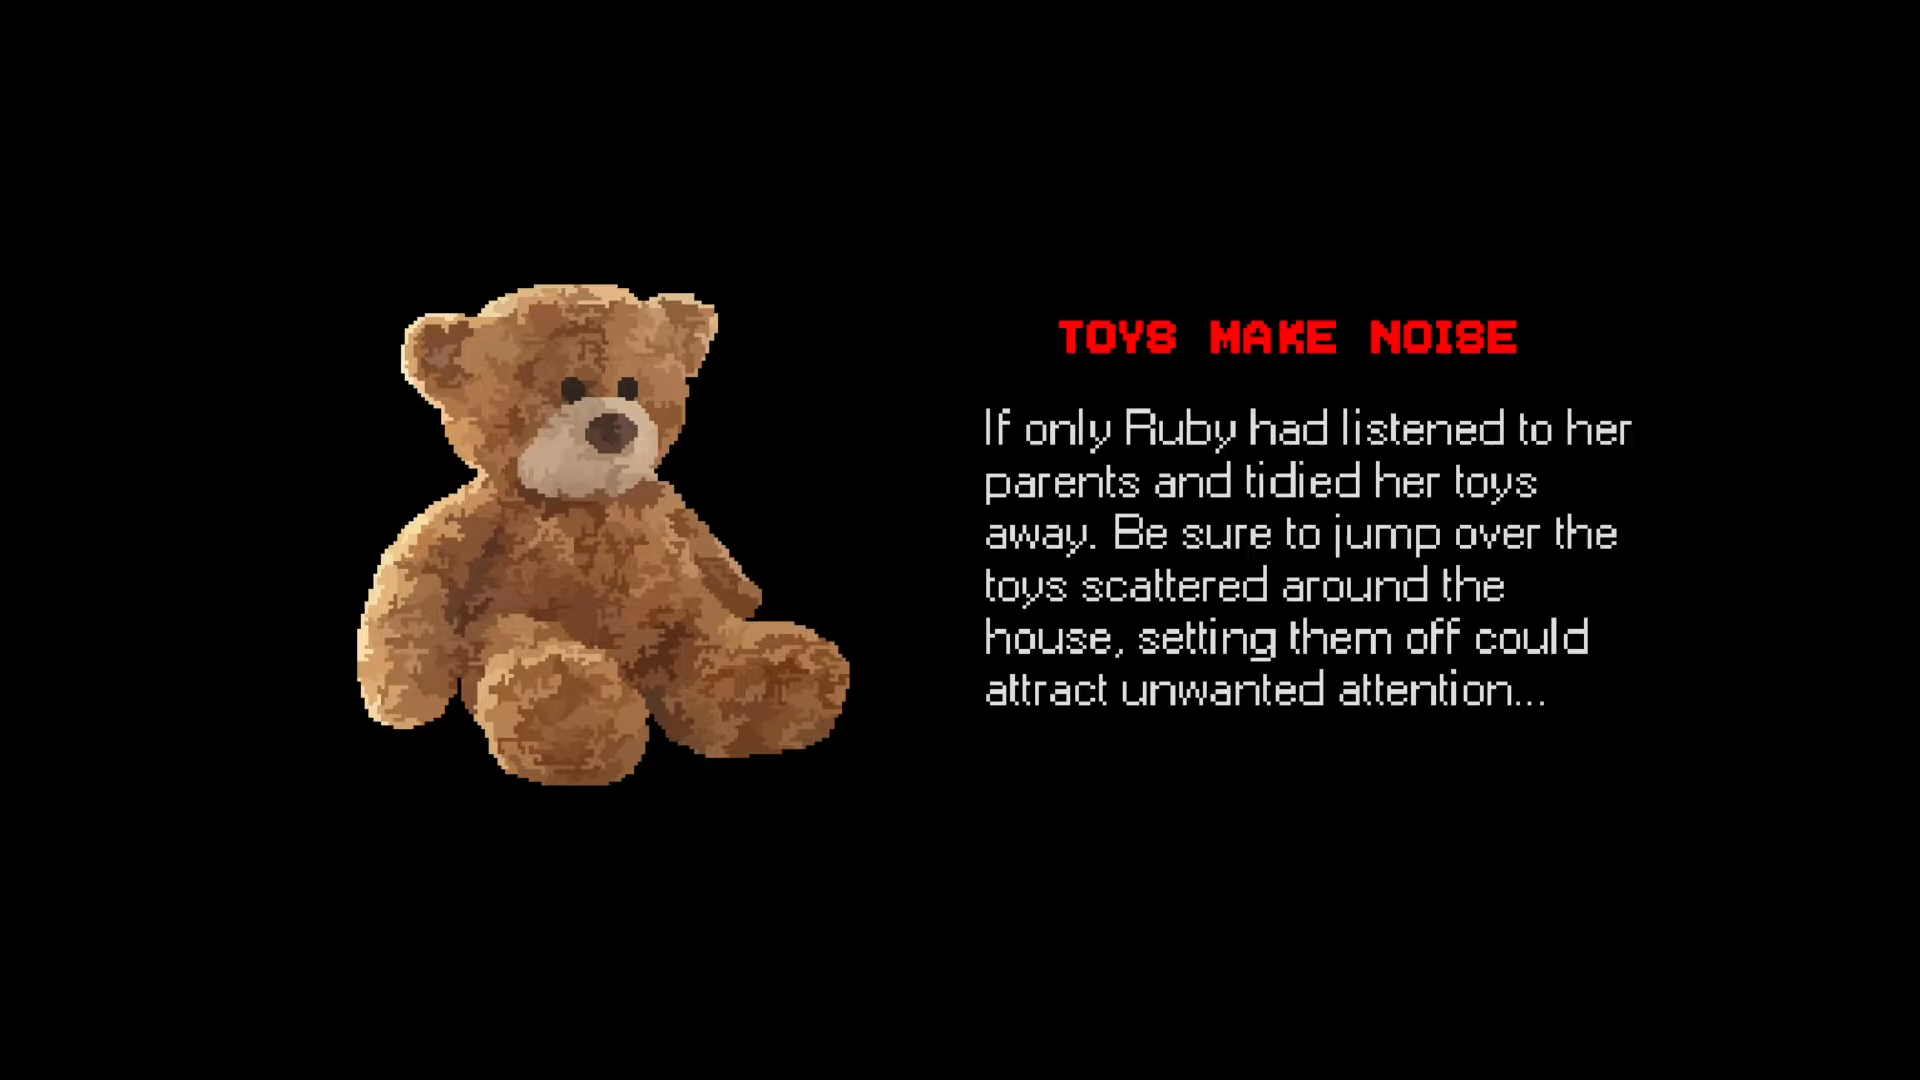 TOYS MAKE NOISE
If only Ruby had listened to her
parents and tidied her toys
away. Be sure to jump over the
toys scattered around the
house, setting them off could
attract unwanted attention...